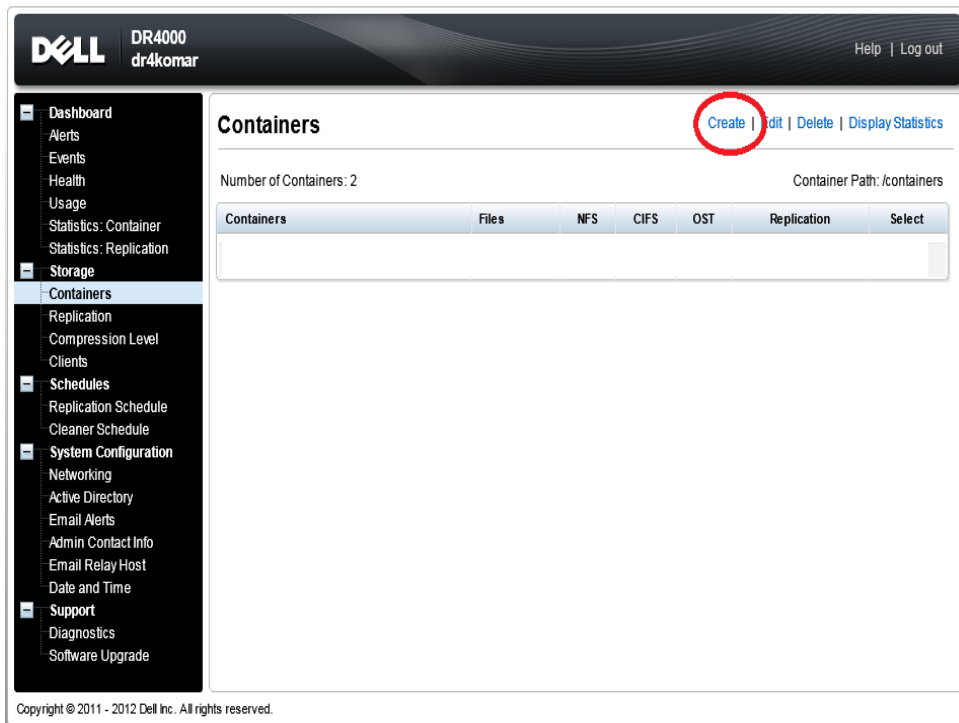 DELL
DR4000
dr4komar
Help | Log out
Dashboard
Alerts
Events
Health
Usage
Statistics: Container
Statistics: Replication
Storage
Containers
Replication
Compression Level
Clients
Schedules
Replication Schedule
Cleaner Schedule
System Configuration
Networking
Active Directory
Email Alerts
Admin Contact Info
Email Relay Host
Date and Time
Support
Diagnostics
Software Upgrade
Containers
Create | Edit | Delete | Display Statistics
Number of Containers: 2
Container Path: /containers
Containers Files NFS CIFS OST Replication Select
Copyright © 2011 - 2012 Dell Inc. All rights reserved.